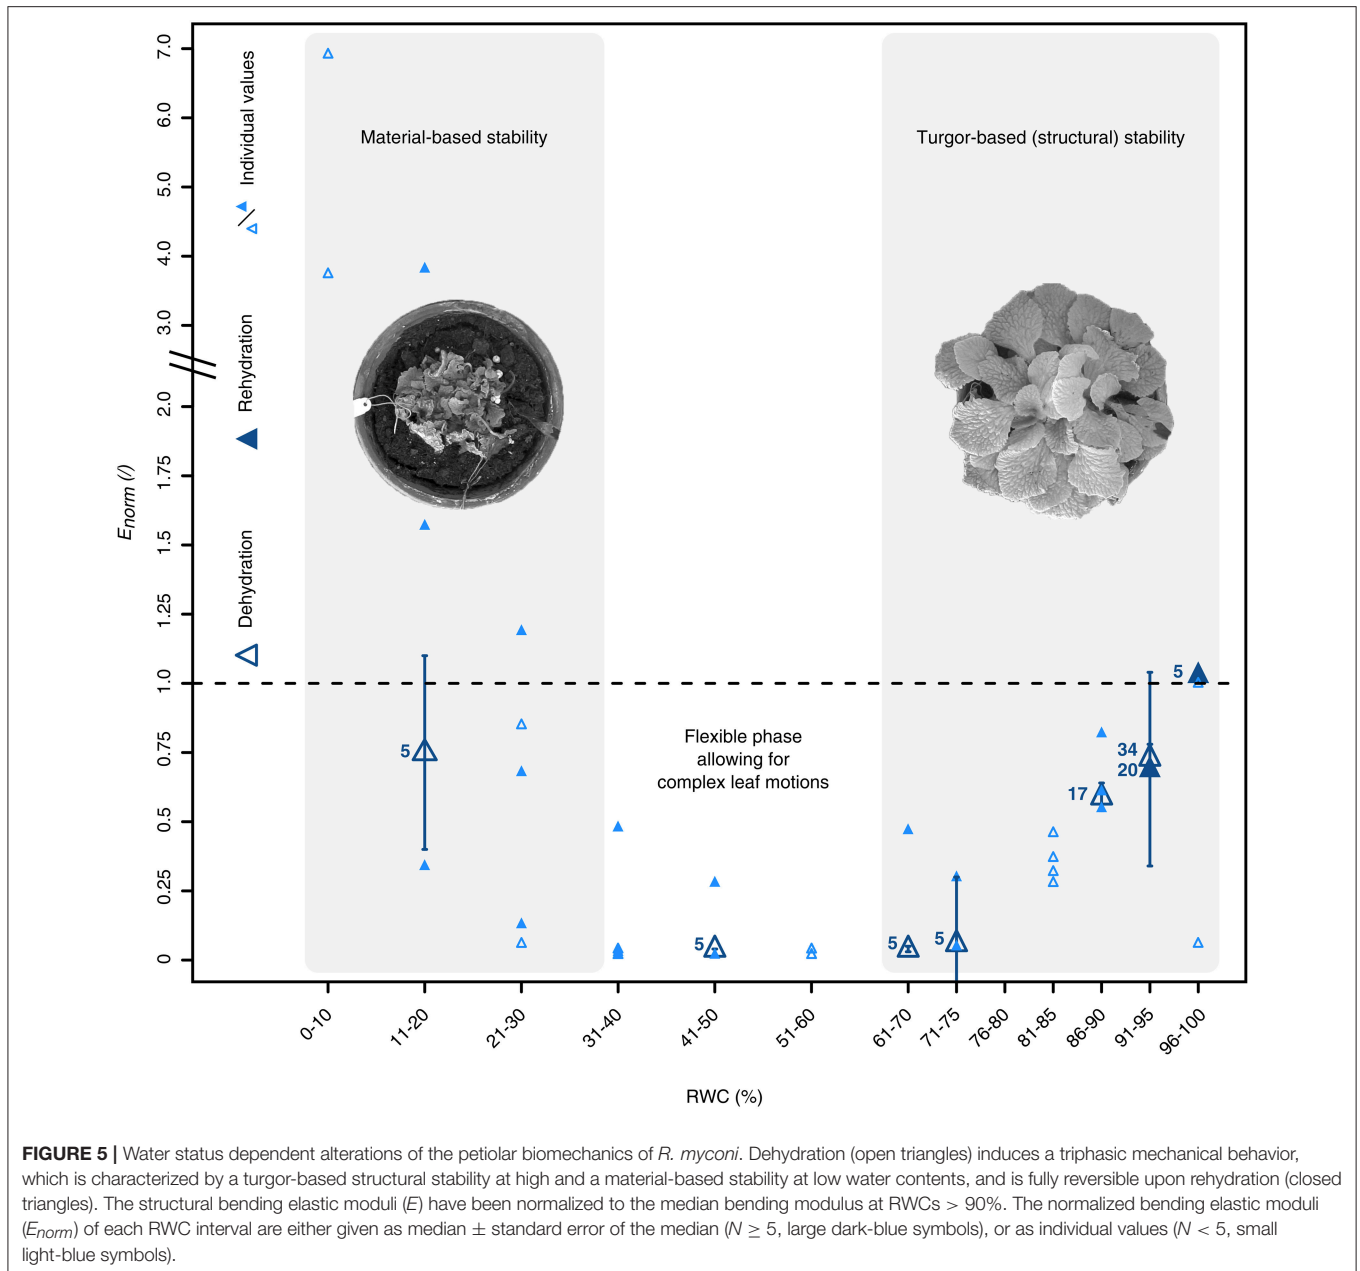 7.0
6.0
5.0
4.0
3.0
2.0
1.75
1.5
1.25
1.0
0.75
0.5
0.25
0
Enorm (/)
Individual values
Rehydration
Dehydration
Material-based stability
Turgor-based (structural) stability
Flexible phase
allowing for
complex leaf motions
5
5
5
5
17
34
20
5
0-10
11-20
21-30
31-40
41-50
51-60
61-70
71-75
76-80
81-85
86-90
91-95
96-100
RWC (%)
FIGURE 5 | Water status dependent alterations of the petiolar biomechanics of R. myconi. Dehydration (open triangles) induces a triphasic mechanical behavior,
which is characterized by a turgor-based structural stability at high and a material-based stability at low water contents, and is fully reversible upon rehydration (closed
triangles). The structural bending elastic moduli (E) have been normalized to the median bending modulus at RWCs > 90%. The normalized bending elastic moduli
(Enorm) of each RWC interval are either given as median ± standard error of the median (N ≥ 5, large dark-blue symbols), or as individual values (N < 5, small
light-blue symbols).